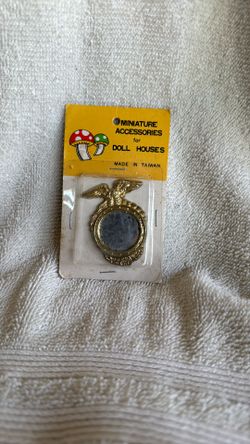 MINIATURE
ACCESSORIES
for
DOLL HOUSES
MADE IN TAIWAN